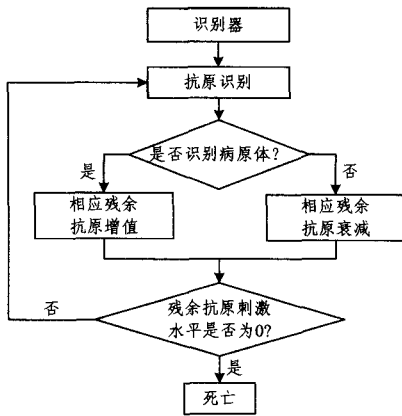 识别器
抗原识别
是否识别病原体?
是
否
相应残余
抗原增值
相应残余
抗原衰减
残余抗原刺激
水平是否为0?
否
是
死亡